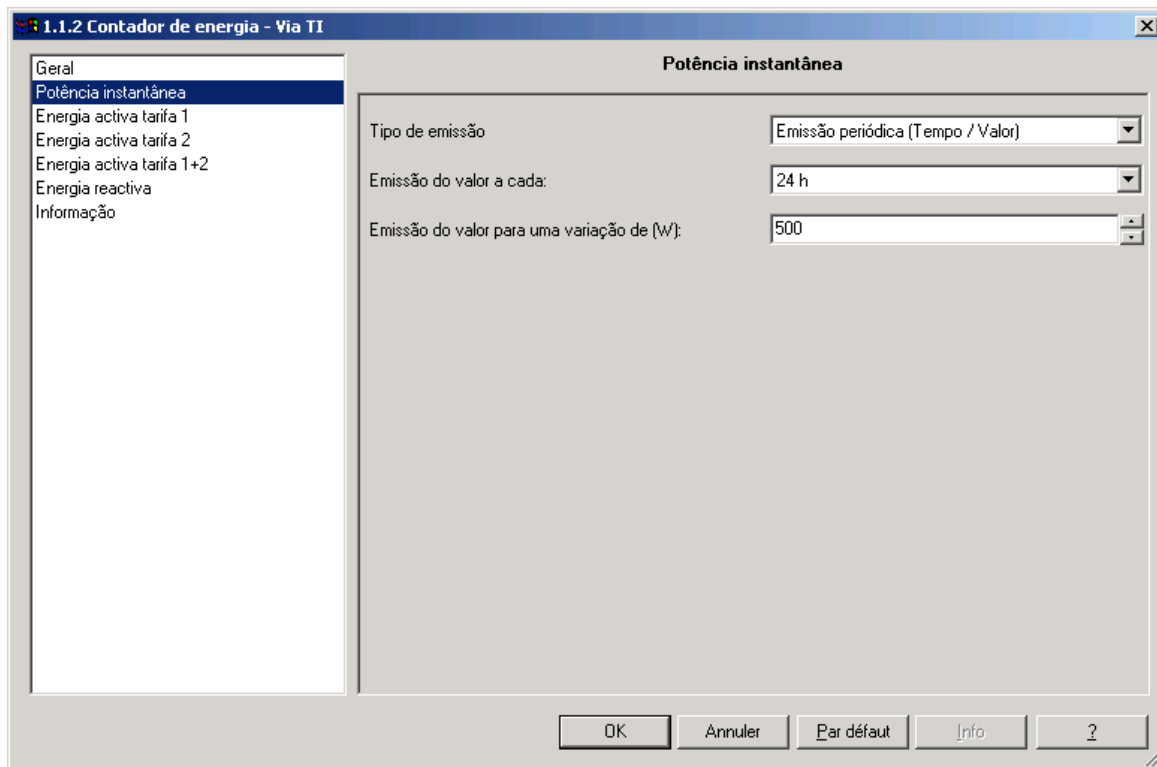 1.1.2 Contador de energia - Via TI
Geral
Potência instantânea
Energia activa tarifa 1
Energia activa tarifa 2
Energia activa tarifa 1+2
Energia reactiva
Informação
Potência instantânea
Tipo de emissão
Emissão periódica (Tempo / Valor)
Emissão do valor a cada:
24 h
Emissão do valor para uma variação de (W):
500
OK
Annuler
Par défaut
Info
?